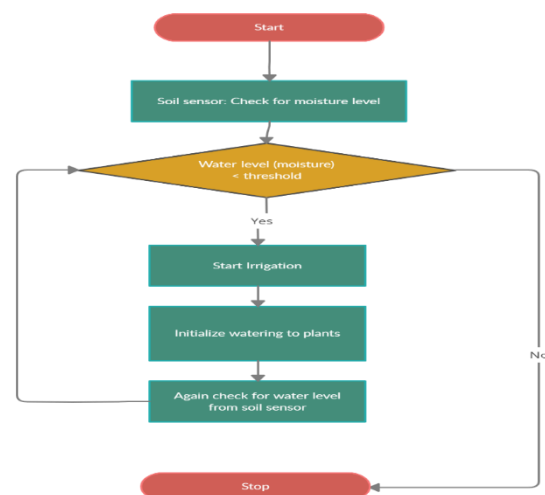 Start
Soil sensor: Check for moisture level
Water level (moisture)
< threshold
Yes
Start Irrigation
Initialize watering to plants
No
Again check for water level
from soil sensor
Stop